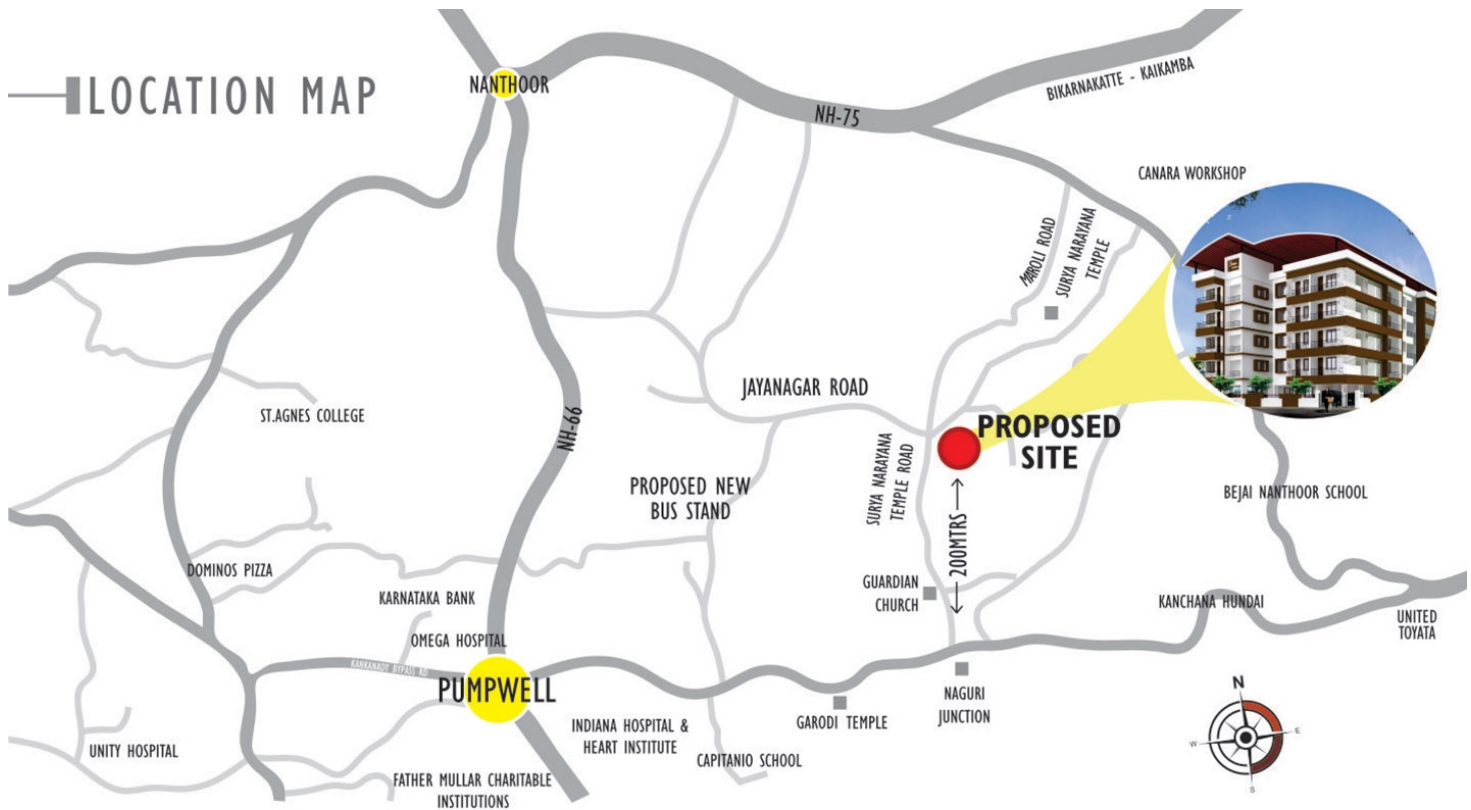 LOCATION MAP
NANTHOOR
NH-75
BIKARNAKATTE - KAIKAMBA
CANARA WORKSHOP
MAROLI ROAD
SURYA NARAYANA
TEMPLE
ST.AGNES COLLEGE
NH-66
JAYANAGAR ROAD
PROPOSED
SITE
SURYA NARAYANA
TEMPLE ROAD
PROPOSED NEW
BUS STAND
BEJAI NANTHOOR SCHOOL
200MTRS
DOMINOS PIZZA
GUARDIAN
CHURCH
KARNATAKA BANK
KANCHANA HUNDAI
UNITED
TOYATA
OMEGA HOSPITAL
KANKANADY BYPASS RD
PUMPWELL
NAGURI
JUNCTION
GARODI TEMPLE
INDIANA HOSPITAL &
HEART INSTITUTE
CAPITANIO SCHOOL
UNITY HOSPITAL
FATHER MULLAR CHARITABLE
INSTITUTIONS
N
W
E
S